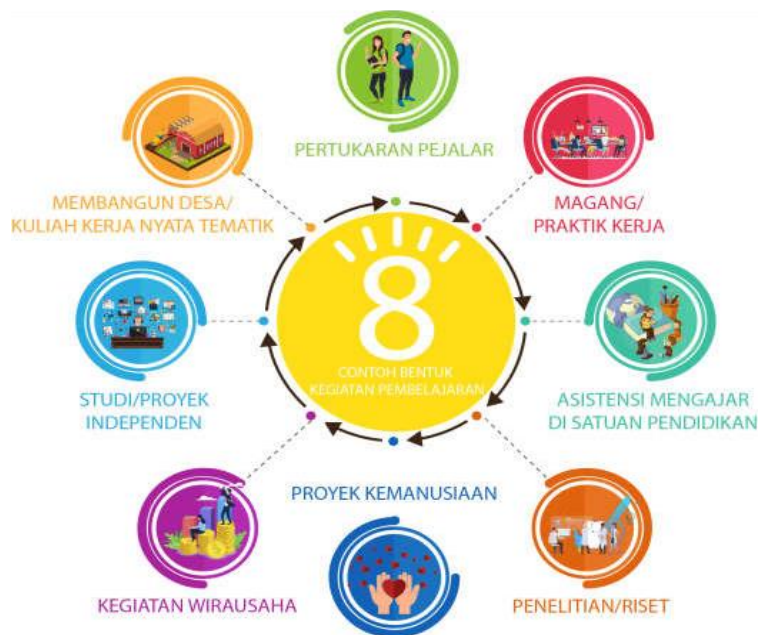 PERTUKARAN PEJALAR
MAGANG/
PRAKTIK KERJA
ASISTENSI MENGAJAR
DI SATUAN PENDIDIKAN
PENELITIAN/RISET
PROYEK KEMANUSIAAN
KEGIATAN WIRAUSAHA
STUDI/PROYEK
INDEPENDEN
MEMBANGUN DESA/
KULIAH KERJA NYATA TEMATIK
8
CONTOH BENTUK
KEGIATAN PEMBELAJARAN